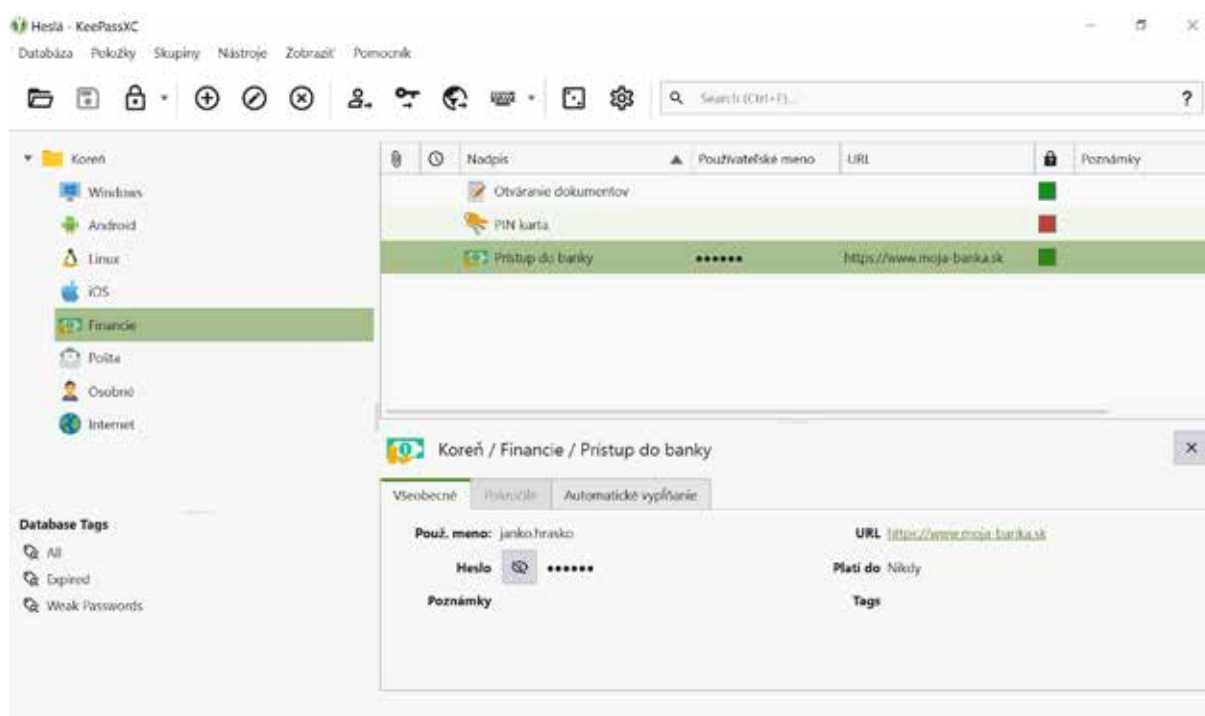 Heslá - KeePassXC
Databáza Položky Skupiny Nástroje Zobraziť Pomocník
Search (Ctrl+F)... ?
Koreň
Windows
Android
Linux
iOS
Financie
Pošta
Osobné
Internet
Database Tags
All
Expired
Weak Passwords
Nadpis Používateľské meno URL Poznámky
Otváranie dokumentov
PIN karta
Prístup do banky ●●●●●● https://www.moja-banka.sk
Koreň / Financie / Prístup do banky
Všeobecné Pokročilé Automatické vypĺňanie
Použ. meno: janko.hrasko
Heslo ●●●●●●
Poznámky
URL https://www.moja-banka.sk
Platí do Nikdy
Tags